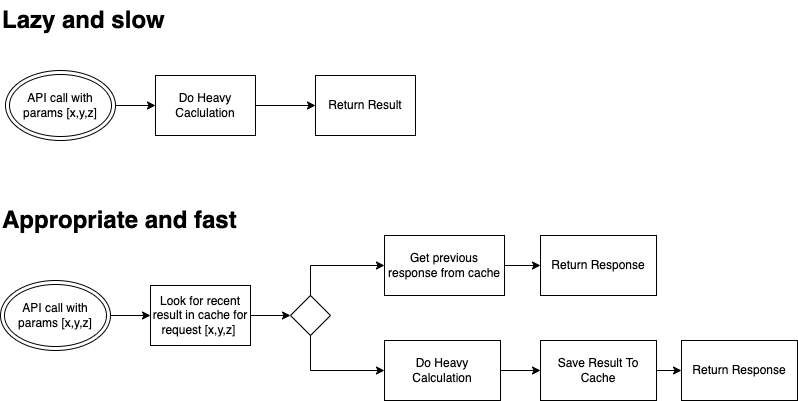 Lazy and slow
API call with
params [x,y,z]
Do Heavy
Caclulation
Return Result
Appropriate and fast
API call with
params [x,y,z]
Look for recent
result in cache for
request [x,y,z]
Get previous
response from cache
Return Response
Do Heavy
Calculation
Save Result To
Cache
Return Response